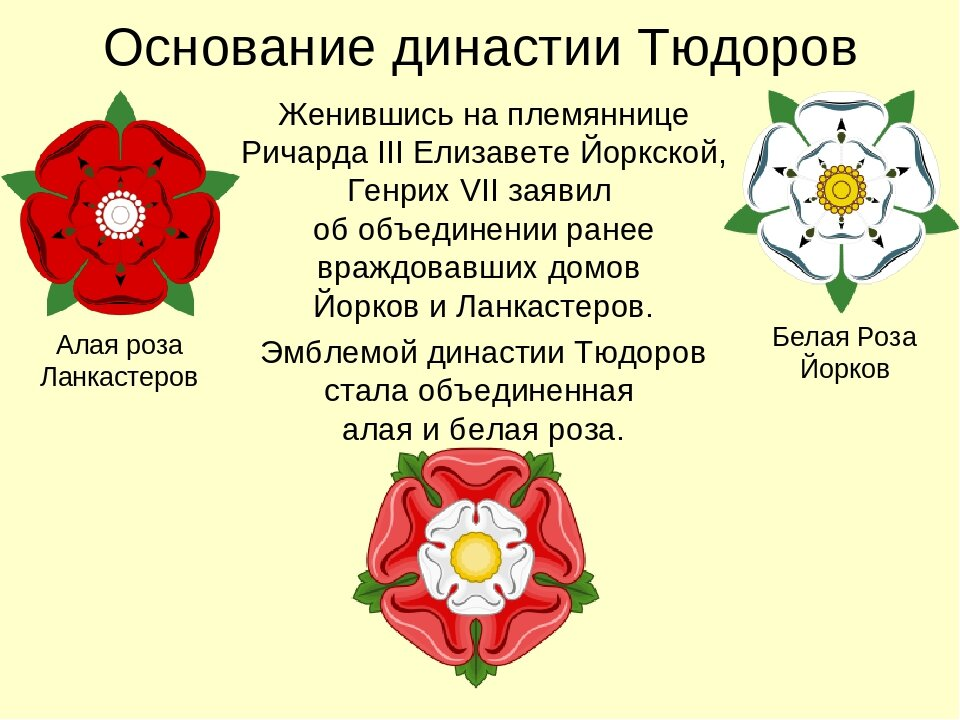 Основание династии Тюдоров
Женившись на племяннице
Ричарда III Елизавете Йоркской,
Генрих VII заявил
об объединении ранее
враждовавших домов
Йорков и Ланкастеров.
Эмблемой династии Тюдоров
стала объединенная
алая и белая роза.
Алая роза
Ланкастеров
Белая Роза
Йорков